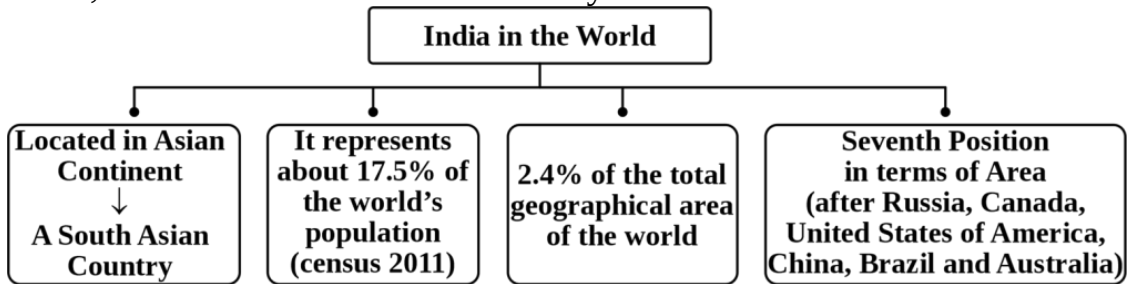 India in the World
Located in Asian
Continent
↓
A South Asian
Country
It represents
about 17.5% of
the world's
population
(census 2011)
2.4% of the total
geographical area
of the world
Seventh Position
in terms of Area
(after Russia, Canada,
United States of America,
China, Brazil and Australia)